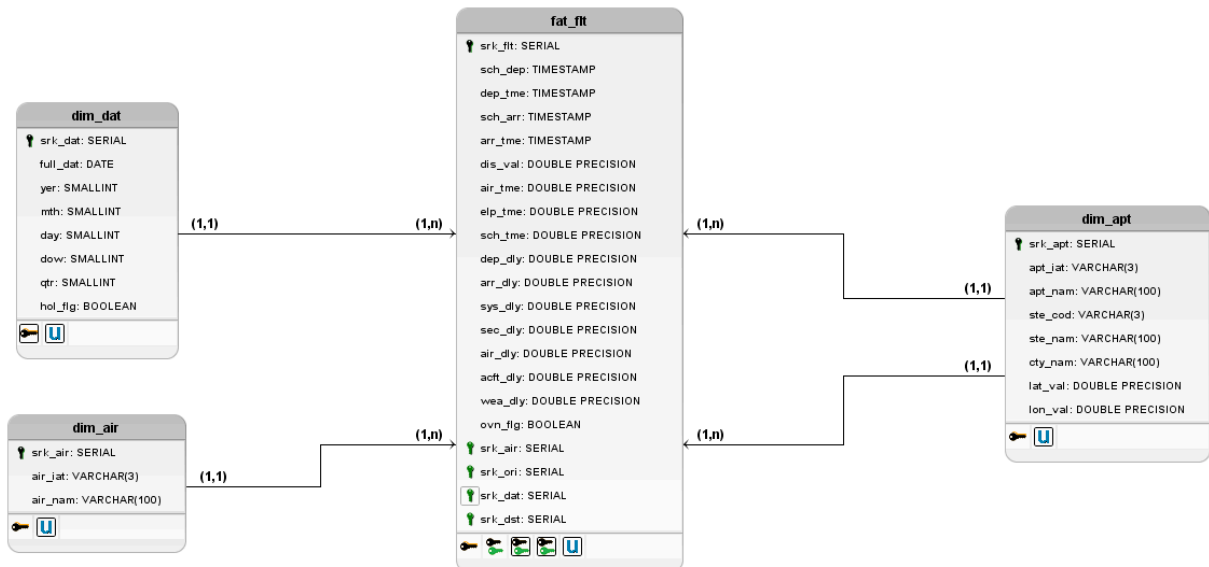 fat_flt
srk_flt: SERIAL
sch_dep: TIMESTAMP
dep_tme: TIMESTAMP
sch_arr: TIMESTAMP
arr_tme: TIMESTAMP
dis_val: DOUBLE PRECISION
air_tme: DOUBLE PRECISION
elp_tme: DOUBLE PRECISION
sch_tme: DOUBLE PRECISION
dep_dly: DOUBLE PRECISION
arr_dly: DOUBLE PRECISION
sys_dly: DOUBLE PRECISION
sec_dly: DOUBLE PRECISION
air_dly: DOUBLE PRECISION
acft_dly: DOUBLE PRECISION
wea_dly: DOUBLE PRECISION
ovn_flg: BOOLEAN
srk_air: SERIAL
srk_ori: SERIAL
srk_dat: SERIAL
srk_dst: SERIAL
U
dim_dat
srk_dat: SERIAL
full_dat: DATE
yer: SMALLINT
mth: SMALLINT
day: SMALLINT
dow: SMALLINT
qtr: SMALLINT
hol_flg: BOOLEAN
U
(1,1)
(1,n)
dim_air
srk_air: SERIAL
air_iat: VARCHAR(3)
air_nam: VARCHAR(100)
U
(1,1)
(1,n)
dim_apt
srk_apt: SERIAL
apt_iat: VARCHAR(3)
apt_nam: VARCHAR(100)
ste_cod: VARCHAR(3)
ste_nam: VARCHAR(100)
cty_nam: VARCHAR(100)
lat_val: DOUBLE PRECISION
lon_val: DOUBLE PRECISION
U
(1,n)
(1,1)
(1,1)
(1,n)